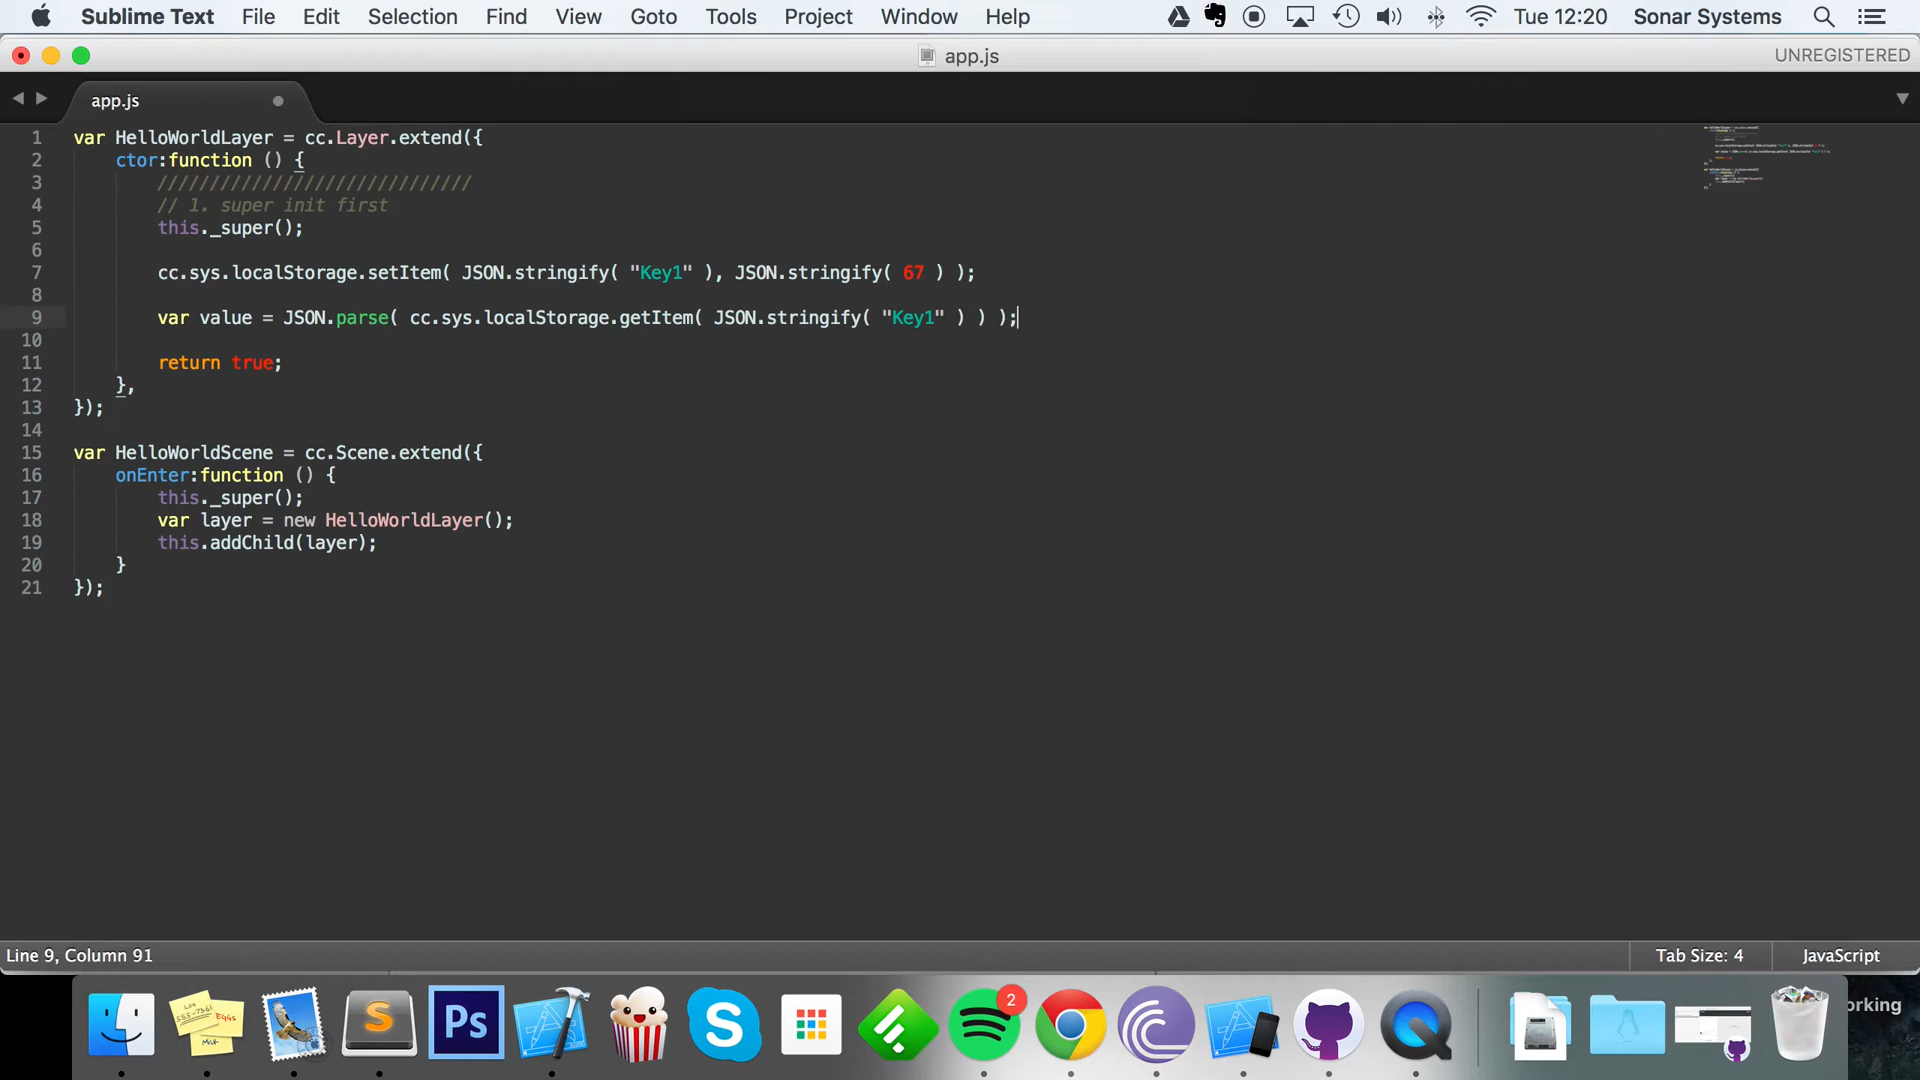 Sublime Text File Edit Selection Find View Goto Tools Project Window Help Tue 12:20 Sonar Systems
app.js UNREGISTERED
app.js
1 var HelloWorldLayer = cc.Layer.extend({
2     ctor:function () {
3         //////////////////////////////
4         // 1. super init first
5         this._super();
6
7         cc.sys.localStorage.setItem( JSON.stringify( "Key1" ), JSON.stringify( 67 ) );
8
9         var value = JSON.parse( cc.sys.localStorage.getItem( JSON.stringify( "Key1" ) ) );
10
11         return true;
12     },
13 });
14
15 var HelloWorldScene = cc.Scene.extend({
16     onEnter:function () {
17         this._super();
18         var layer = new HelloWorldLayer();
19         this.addChild(layer);
20     }
21 });
Line 9, Column 91 Tab Size: 4 JavaScript
2
EGGS
MILK
S
Ps
S
orking